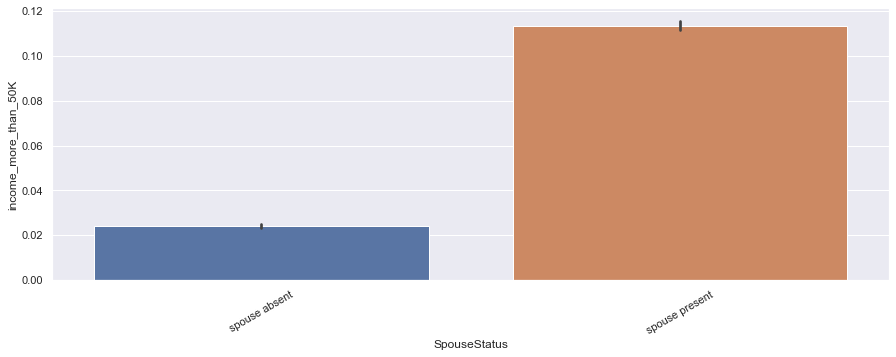 0.12
0.10
0.08
0.06
0.04
0.02
0.00
income_more_than_50K
spouse absent
spouse present
SpouseStatus